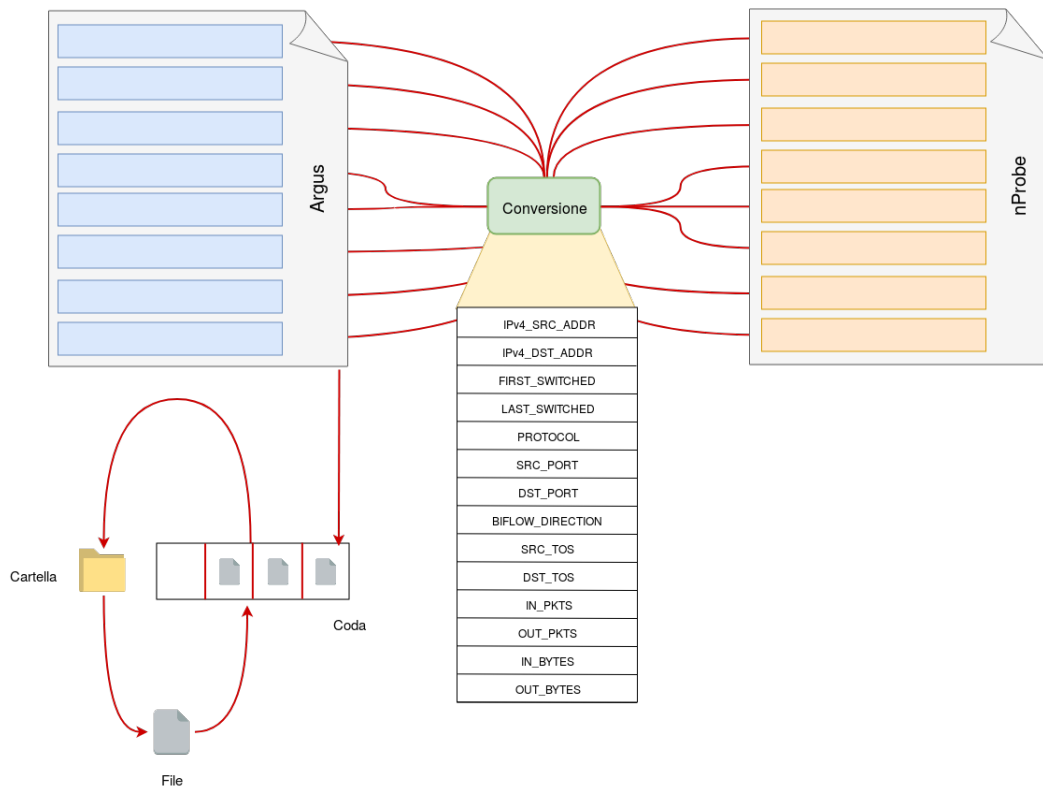 Argus
nProbe
Conversione
IPv4_SRC_ADDR
IPv4_DST_ADDR
FIRST_SWITCHED
LAST_SWITCHED
PROTOCOL
SRC_PORT
DST_PORT
BIFLOW_DIRECTION
SRC_TOS
DST_TOS
IN_PKTS
OUT_PKTS
IN_BYTES
OUT_BYTES
Cartella
Coda
File